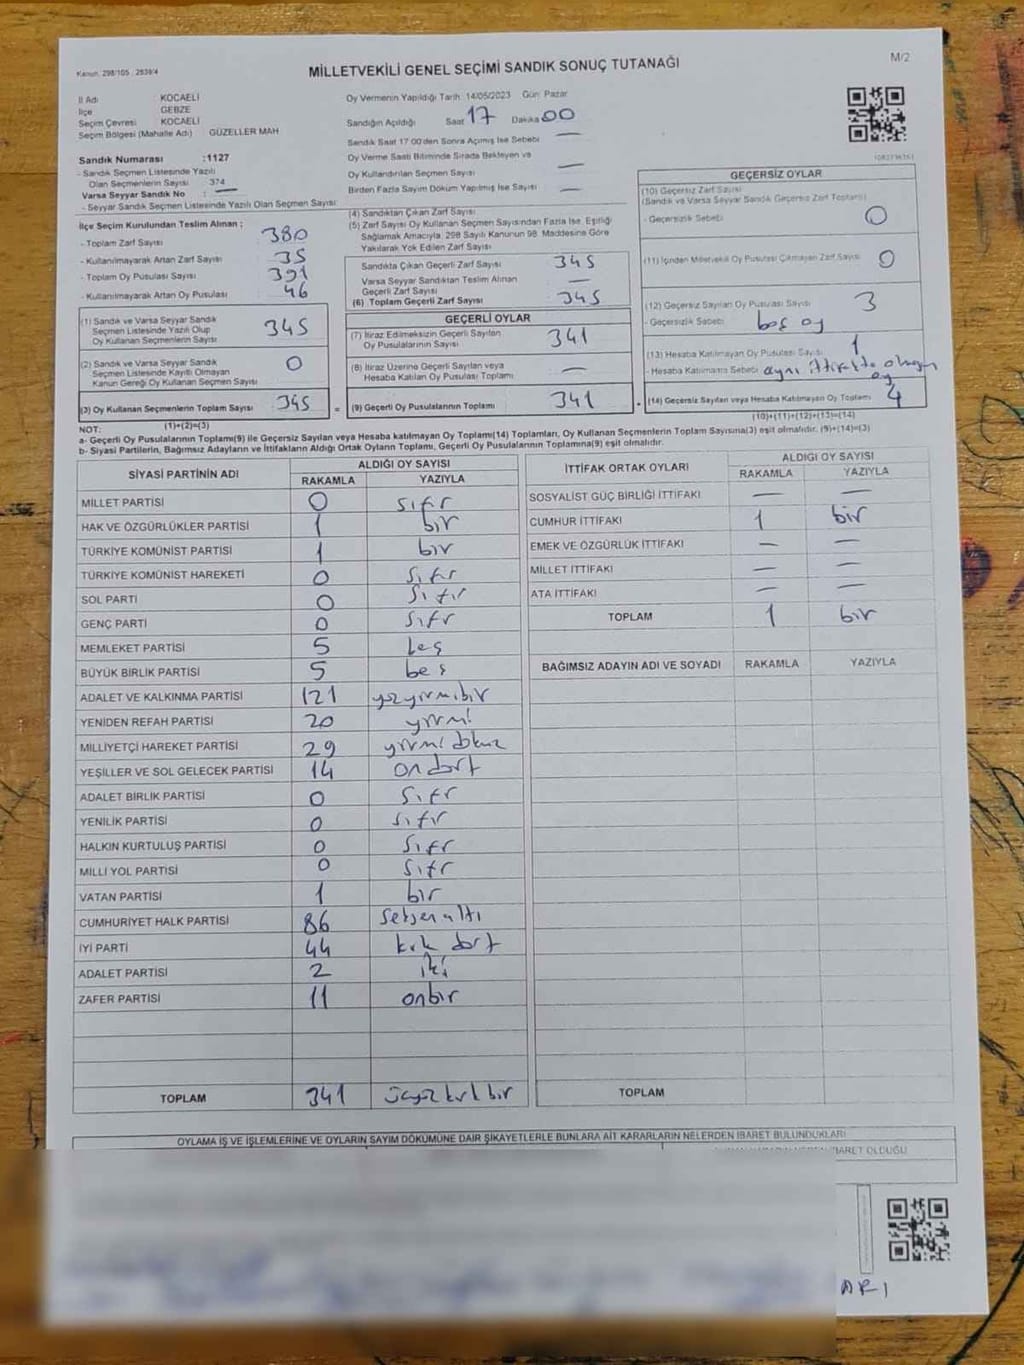 Kanun: 298/105 , 2839/4
MİLLETVEKİLİ GENEL SEÇİMİ SANDIK SONUÇ TUTANAĞI
M/2
İl Adı KOCAELİ
İlçe GEBZE
Seçim Çevresi KOCAELİ
Seçim Bölgesi (Mahalle Adı) GÜZELLER MAH
Sandık Numarası :1127
- Sandık Seçmen Listesinde Yazılı
Olan Seçmenlerin Sayısı 374
Varsa Seyyar Sandık No : —
- Seyyar Sandık Seçmen Listesinde Yazılı Olan Seçmen Sayısı
İlçe Seçim Kurulundan Teslim Alınan :
- Toplam Zarf Sayısı 380
- Kullanılmayarak Artan Zarf Sayısı 35
- Toplam Oy Pusulası Sayısı 391
- Kullanılmayarak Artan Oy Pusulası 46
(1) Sandık ve Varsa Seyyar Sandık
Seçmen Listesinde Yazılı Olup
Oy Kullanan Seçmenlerin Sayısı 345
(2) Sandık ve Varsa Seyyar Sandık
Seçmen Listesinde Kayıtlı Olmayan
Kanun Gereği Oy Kullanan Seçmen Sayısı 0
(3) Oy Kullanan Seçmenlerin Toplam Sayısı 345
(1)+(2)=(3)
Oy Vermenin Yapıldığı Tarih: 14/05/2023 Gün: Pazar
Sandığın Açıldığı Saat 17 Dakika 00
Sandık Saat 17:00'den Sonra Açılmış İse Sebebi —
Oy Verme Saati Bitiminde Sırada Bekleyen ve
Oy Kullandırılan Seçmen Sayısı —
Birden Fazla Sayım Döküm Yapılmış İse Sayısı —
(4) Sandıktan Çıkan Zarf Sayısı
(5) Zarf Sayısı Oy Kullanan Seçmen Sayısından Fazla İse, Eşitliği
Sağlamak Amacıyla, 298 Sayılı Kanunun 98. Maddesine Göre
Yakılarak Yok Edilen Zarf Sayısı
Sandıkta Çıkan Geçerli Zarf Sayısı 345
Varsa Seyyar Sandıktan Teslim Alınan
Geçerli Zarf Sayısı —
(6) Toplam Geçerli Zarf Sayısı 345
GEÇERLİ OYLAR
(7) İtiraz Edilmeksizin Geçerli Sayılan
Oy Pusulalarının Sayısı 341
(8) İtiraz Üzerine Geçerli Sayılan veya
Hesaba Katılan Oy Pusulası Toplamı —
= (9) Geçerli Oy Pusulalarının Toplamı 341
GEÇERSİZ OYLAR
(10) Geçersiz Zarf Sayısı
(Sandık ve Varsa Seyyar Sandık Geçersiz Zarf Toplamı)
- Geçersizlik Sebebi: 0
(11) İçinden Milletvekili Oy Pusulası Çıkmayan Zarf Sayısı 0
(12) Geçersiz Sayılan Oy Pusulası Sayısı 3
- Geçersizlik Sebebi: boş oy
(13) Hesaba Katılmayan Oy Pusulası Sayısı 1
- Hesaba Katılmama Sebebi aynı ittifakta olmayan
oy
(14) Geçersiz Sayılan veya Hesaba Katılmayan Oy Toplamı 4
(10)+(11)+(12)+(13)=(14)
NOT:
a- Geçerli Oy Pusulalarının Toplamı(9) ile Geçersiz Sayılan veya Hesaba katılmayan Oy Toplamı(14) Toplamları, Oy Kullanan Seçmenlerin Toplam Sayısına(3) eşit olmalıdır. (9)+(14)=(3)
b- Siyasi Partilerin, Bağımsız Adayların ve İttifakların Aldığı Ortak Oyların Toplamı, Geçerli Oy Pusulalarının Toplamına(9) eşit olmalıdır.
SİYASİ PARTİNİN ADI ALDIĞI OY SAYISI
RAKAMLA YAZIYLA
MİLLET PARTİSİ 0 sıfır
HAK VE ÖZGÜRLÜKLER PARTİSİ 1 bir
TÜRKİYE KOMÜNİST PARTİSİ 1 bir
TÜRKİYE KOMÜNİST HAREKETİ 0 sıfır
SOL PARTİ 0 sıfır
GENÇ PARTİ 0 sıfır
MEMLEKET PARTİSİ 5 beş
BÜYÜK BİRLİK PARTİSİ 5 beş
ADALET VE KALKINMA PARTİSİ 121 yüzyirmibir
YENİDEN REFAH PARTİSİ 20 yirmi
MİLLİYETÇİ HAREKET PARTİSİ 29 yirmi dokuz
YEŞİLLER VE SOL GELECEK PARTİSİ 14 on dört
ADALET BİRLİK PARTİSİ 0 sıfır
YENİLİK PARTİSİ 0 sıfır
HALKIN KURTULUŞ PARTİSİ 0 sıfır
MİLLİ YOL PARTİSİ 0 sıfır
VATAN PARTİSİ 1 bir
CUMHURİYET HALK PARTİSİ 86 seksen altı
İYİ PARTİ 44 kırk dört
ADALET PARTİSİ 2 iki
ZAFER PARTİSİ 11 onbir
TOPLAM 341 üçyüz kırk bir
İTTİFAK ORTAK OYLARI ALDIĞI OY SAYISI
RAKAMLA YAZIYLA
SOSYALİST GÜÇ BİRLİĞİ İTTİFAKI — —
CUMHUR İTTİFAKI 1 bir
EMEK VE ÖZGÜRLÜK İTTİFAKI — —
MİLLET İTTİFAKI — —
ATA İTTİFAKI — —
TOPLAM 1 bir
BAĞIMSIZ ADAYIN ADI VE SOYADI RAKAMLA YAZIYLA
TOPLAM
OYLAMA İŞ VE İŞLEMLERİNE VE OYLARIN SAYIM DÖKÜMÜNE DAİR ŞİKAYETLERLE BUNLARA AİT KARARLARIN NELERDEN İBARET BULUNDUKLARI
İBARET OLDUĞU
ARI